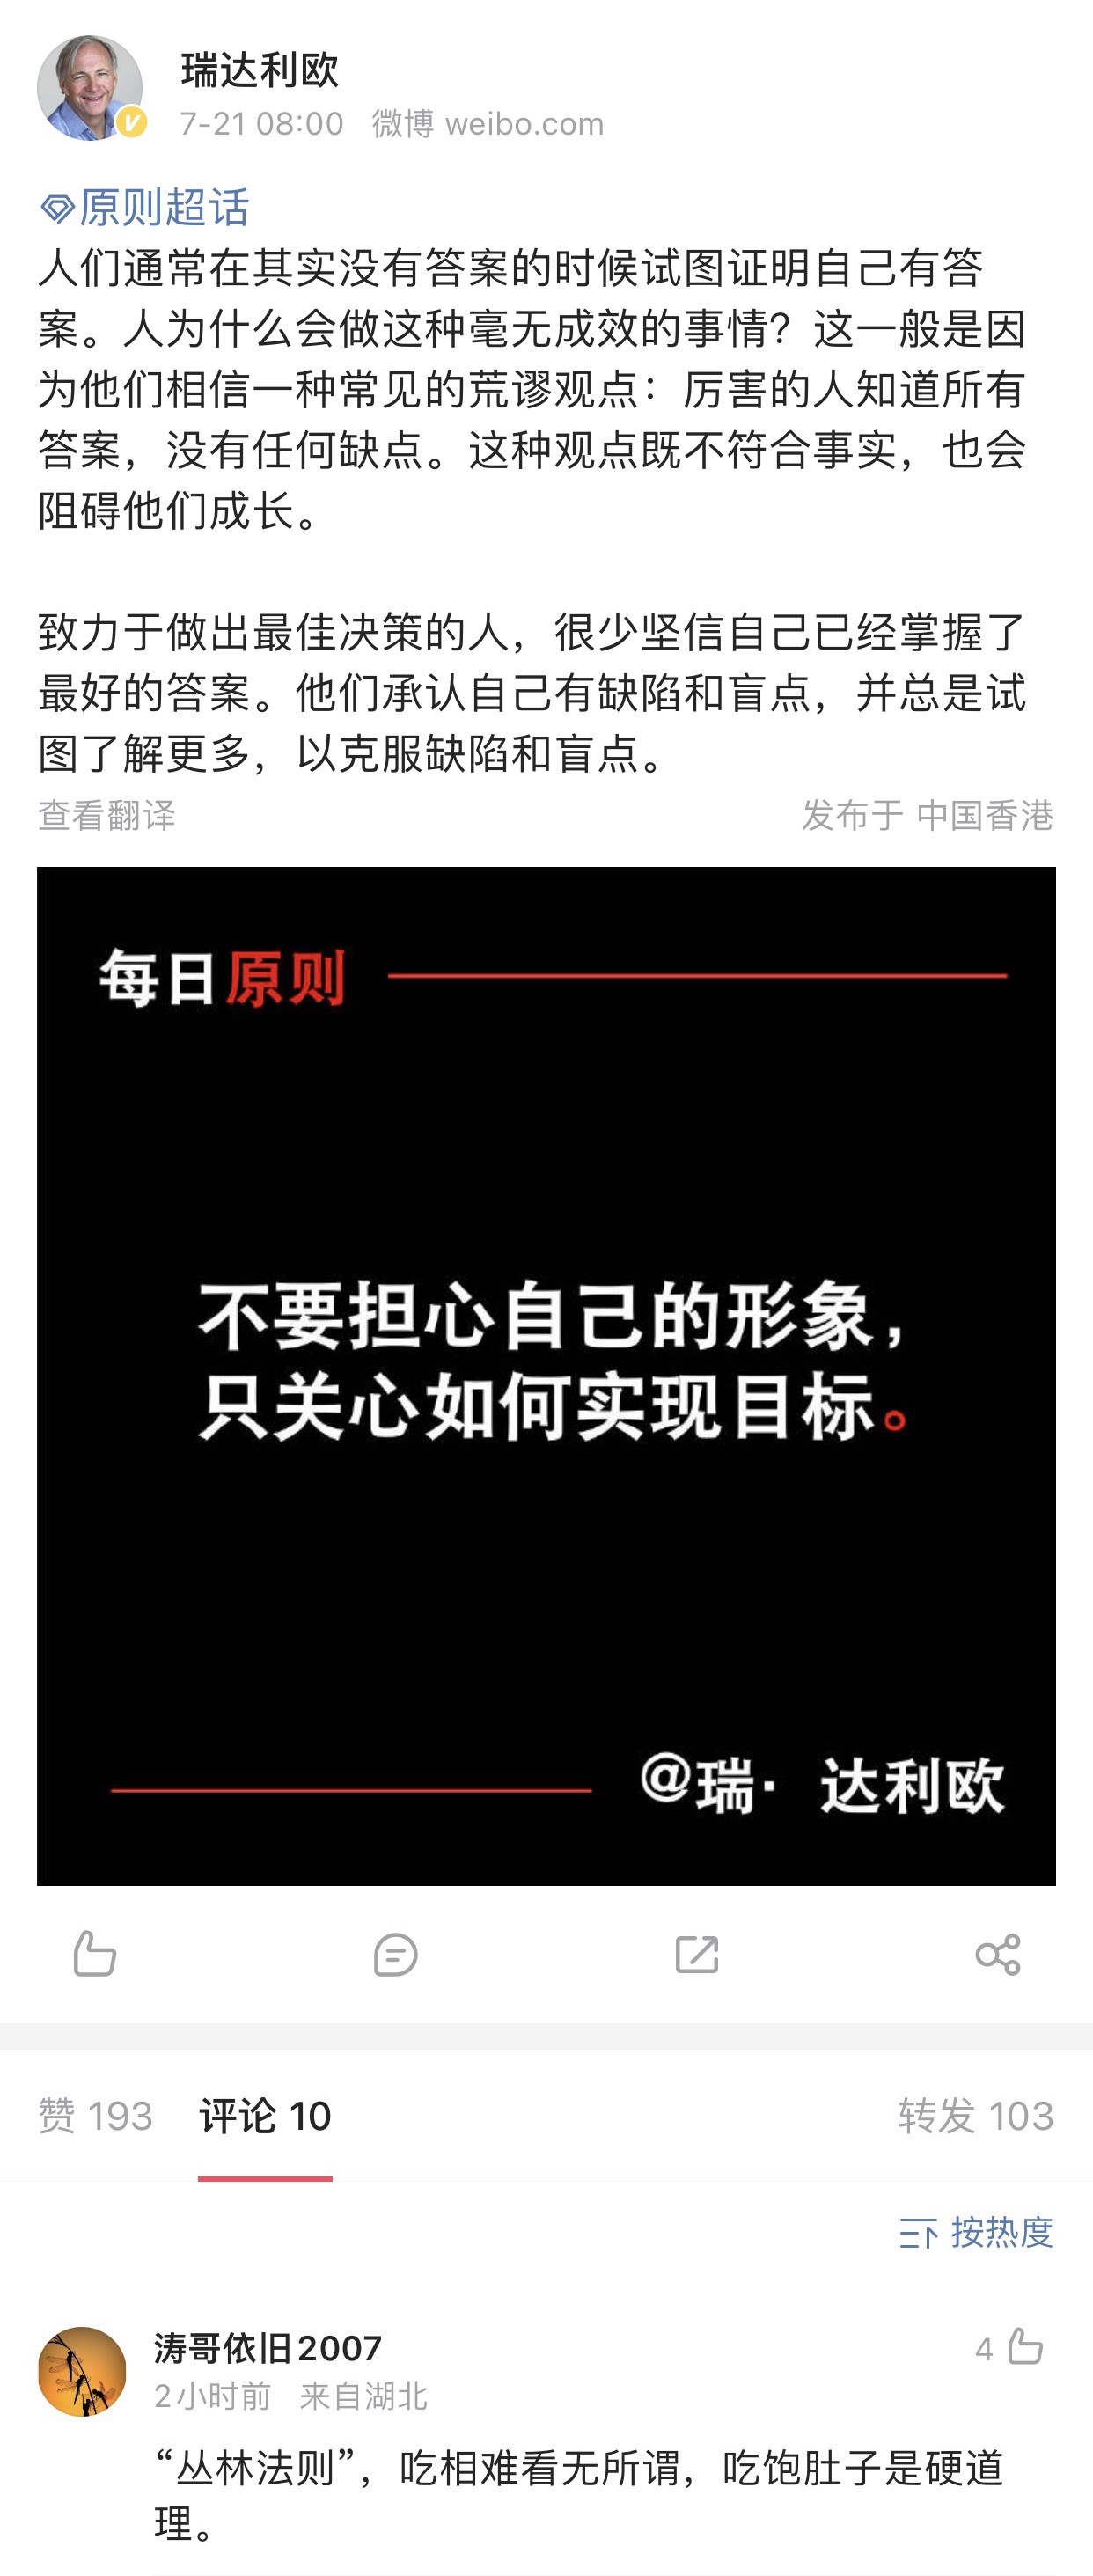 瑞达利欧
7-21 08:00 微博 weibo.com
原则超话
人们通常在其实没有答案的时候试图证明自己有答
案。人为什么会做这种毫无成效的事情？这一般是因
为他们相信一种常见的荒谬观点：厉害的人知道所有
答案，没有任何缺点。这种观点既不符合事实，也会
阻碍他们成长。
致力于做出最佳决策的人，很少坚信自己已经掌握了
最好的答案。他们承认自己有缺陷和盲点，并总是试
图了解更多，以克服缺陷和盲点。
查看翻译 发布于 中国香港
每日原则
不要担心自己的形象，
只关心如何实现目标。
@瑞· 达利欧
赞 193 评论 10 转发 103
按热度
涛哥依旧2007 4
2小时前 来自湖北
“丛林法则”，吃相难看无所谓，吃饱肚子是硬道
理。